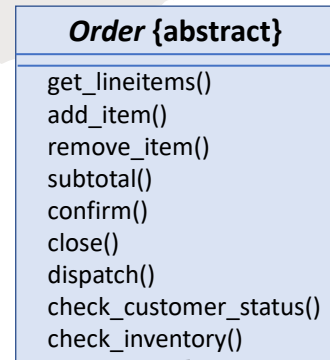 Order {abstract}
get_lineitems()
add_item()
remove_item()
subtotal()
confirm()
close()
dispatch()
check_customer_status()
check_inventory()